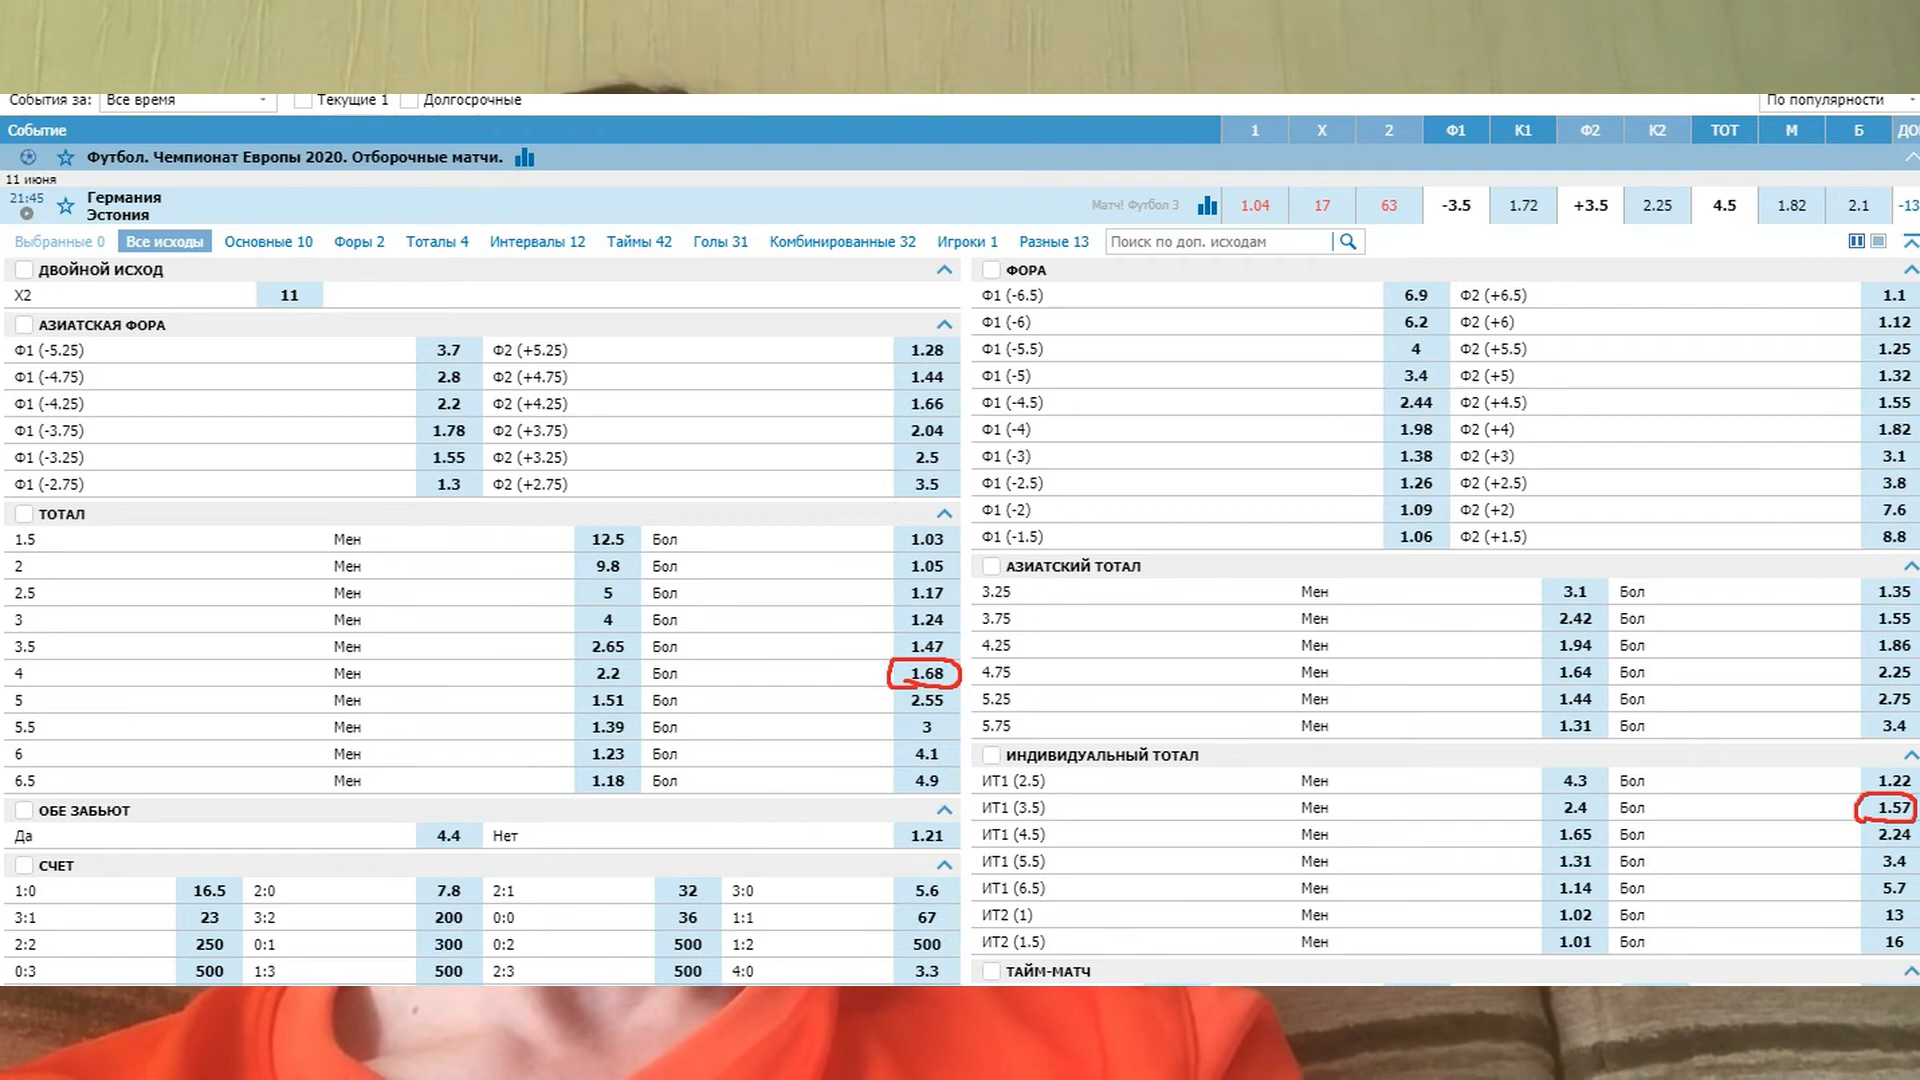 События за: Все время Текущие 1 Долгосрочные По популярности
Событие 1 X 2 Ф1 К1 Ф2 К2 ТОТ М Б ДО
Футбол. Чемпионат Европы 2020. Отборочные матчи.
11 июня
21:45 Германия
Эстония
Матч! Футбол 3 1.04 17 63 -3.5 1.72 +3.5 2.25 4.5 1.82 2.1 -13
Выбранные 0 Все исходы Основные 10 Форы 2 Тоталы 4 Интервалы 12 Таймы 42 Голы 31 Комбинированные 32 Игроки 1 Разные 13 Поиск по доп. исходам
ДВОЙНОЙ ИСХОД
X2 11
АЗИАТСКАЯ ФОРА
Ф1 (-5.25) 3.7 Ф2 (+5.25) 1.28
Ф1 (-4.75) 2.8 Ф2 (+4.75) 1.44
Ф1 (-4.25) 2.2 Ф2 (+4.25) 1.66
Ф1 (-3.75) 1.78 Ф2 (+3.75) 2.04
Ф1 (-3.25) 1.55 Ф2 (+3.25) 2.5
Ф1 (-2.75) 1.3 Ф2 (+2.75) 3.5
ТОТАЛ
1.5 Мен 12.5 Бол 1.03
2 Мен 9.8 Бол 1.05
2.5 Мен 5 Бол 1.17
3 Мен 4 Бол 1.24
3.5 Мен 2.65 Бол 1.47
4 Мен 2.2 Бол 1.68
5 Мен 1.51 Бол 2.55
5.5 Мен 1.39 Бол 3
6 Мен 1.23 Бол 4.1
6.5 Мен 1.18 Бол 4.9
ОБЕ ЗАБЬЮТ
Да 4.4 Нет 1.21
СЧЕТ
1:0 16.5 2:0 7.8 2:1 32 3:0 5.6
3:1 23 3:2 200 0:0 36 1:1 67
2:2 250 0:1 300 0:2 500 1:2 500
0:3 500 1:3 500 2:3 500 4:0 3.3
ФОРА
Ф1 (-6.5) 6.9 Ф2 (+6.5) 1.1
Ф1 (-6) 6.2 Ф2 (+6) 1.12
Ф1 (-5.5) 4 Ф2 (+5.5) 1.25
Ф1 (-5) 3.4 Ф2 (+5) 1.32
Ф1 (-4.5) 2.44 Ф2 (+4.5) 1.55
Ф1 (-4) 1.98 Ф2 (+4) 1.82
Ф1 (-3) 1.38 Ф2 (+3) 3.1
Ф1 (-2.5) 1.26 Ф2 (+2.5) 3.8
Ф1 (-2) 1.09 Ф2 (+2) 7.6
Ф1 (-1.5) 1.06 Ф2 (+1.5) 8.8
АЗИАТСКИЙ ТОТАЛ
3.25 Мен 3.1 Бол 1.35
3.75 Мен 2.42 Бол 1.55
4.25 Мен 1.94 Бол 1.86
4.75 Мен 1.64 Бол 2.25
5.25 Мен 1.44 Бол 2.75
5.75 Мен 1.31 Бол 3.4
ИНДИВИДУАЛЬНЫЙ ТОТАЛ
ИТ1 (2.5) Мен 4.3 Бол 1.22
ИТ1 (3.5) Мен 2.4 Бол 1.57
ИТ1 (4.5) Мен 1.65 Бол 2.24
ИТ1 (5.5) Мен 1.31 Бол 3.4
ИТ1 (6.5) Мен 1.14 Бол 5.7
ИТ2 (1) Мен 1.02 Бол 13
ИТ2 (1.5) Мен 1.01 Бол 16
ТАЙМ-МАТЧ